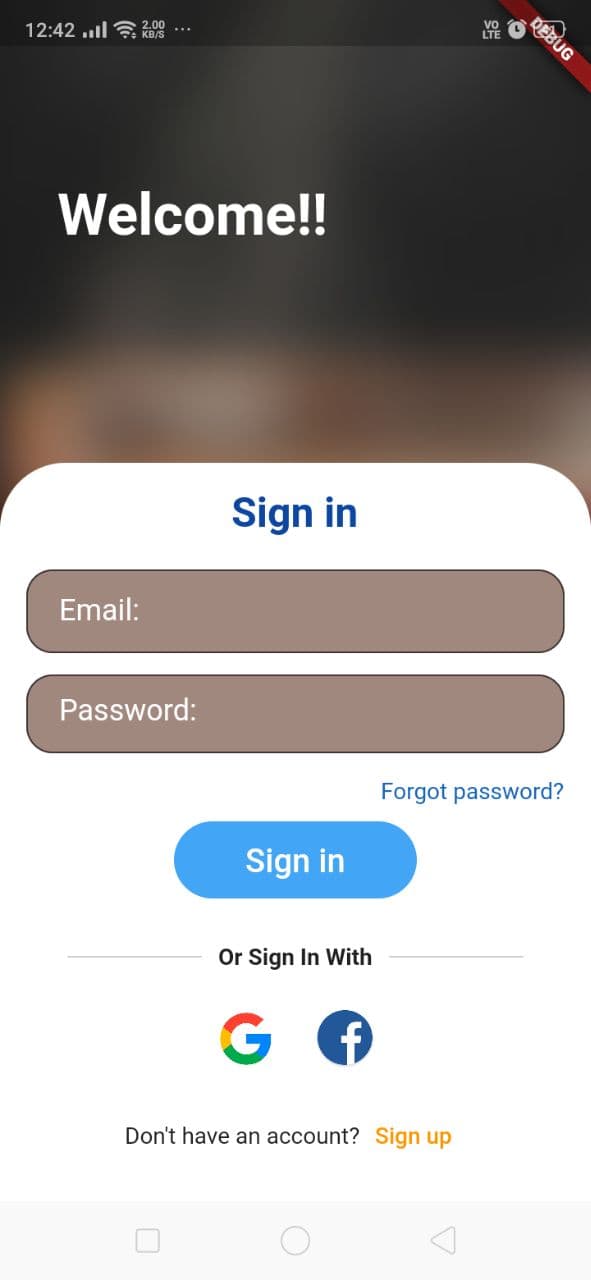 12:42 2.00 KB/S ... VO LTE
DEBUG
Welcome!!
Sign in
Email:
Password:
Forgot password?
Sign in
Or Sign In With
Don't have an account? Sign up